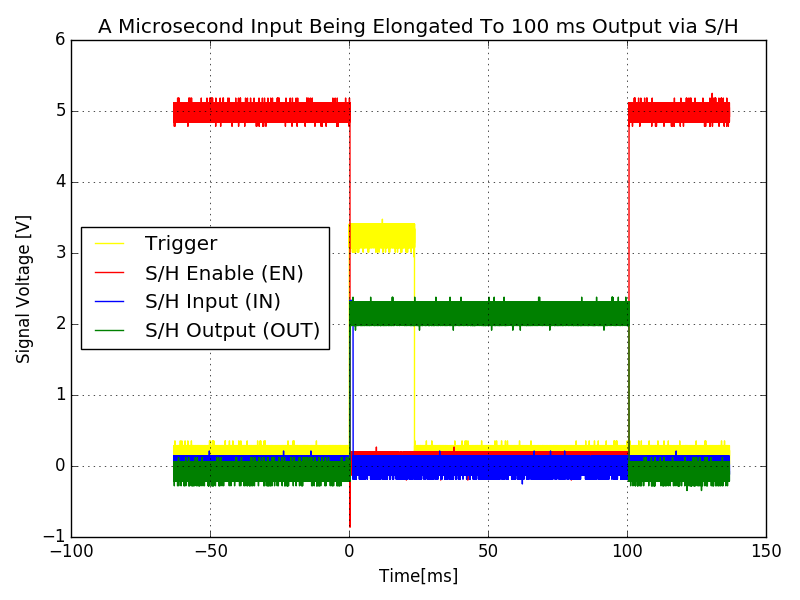 A Microsecond Input Being Elongated To 100 ms Output via S/H
6
5
4
3
2
1
0
−1
Signal Voltage [V]
Trigger
S/H Enable (EN)
S/H Input (IN)
S/H Output (OUT)
−100
−50
0
50
100
150
Time[ms]